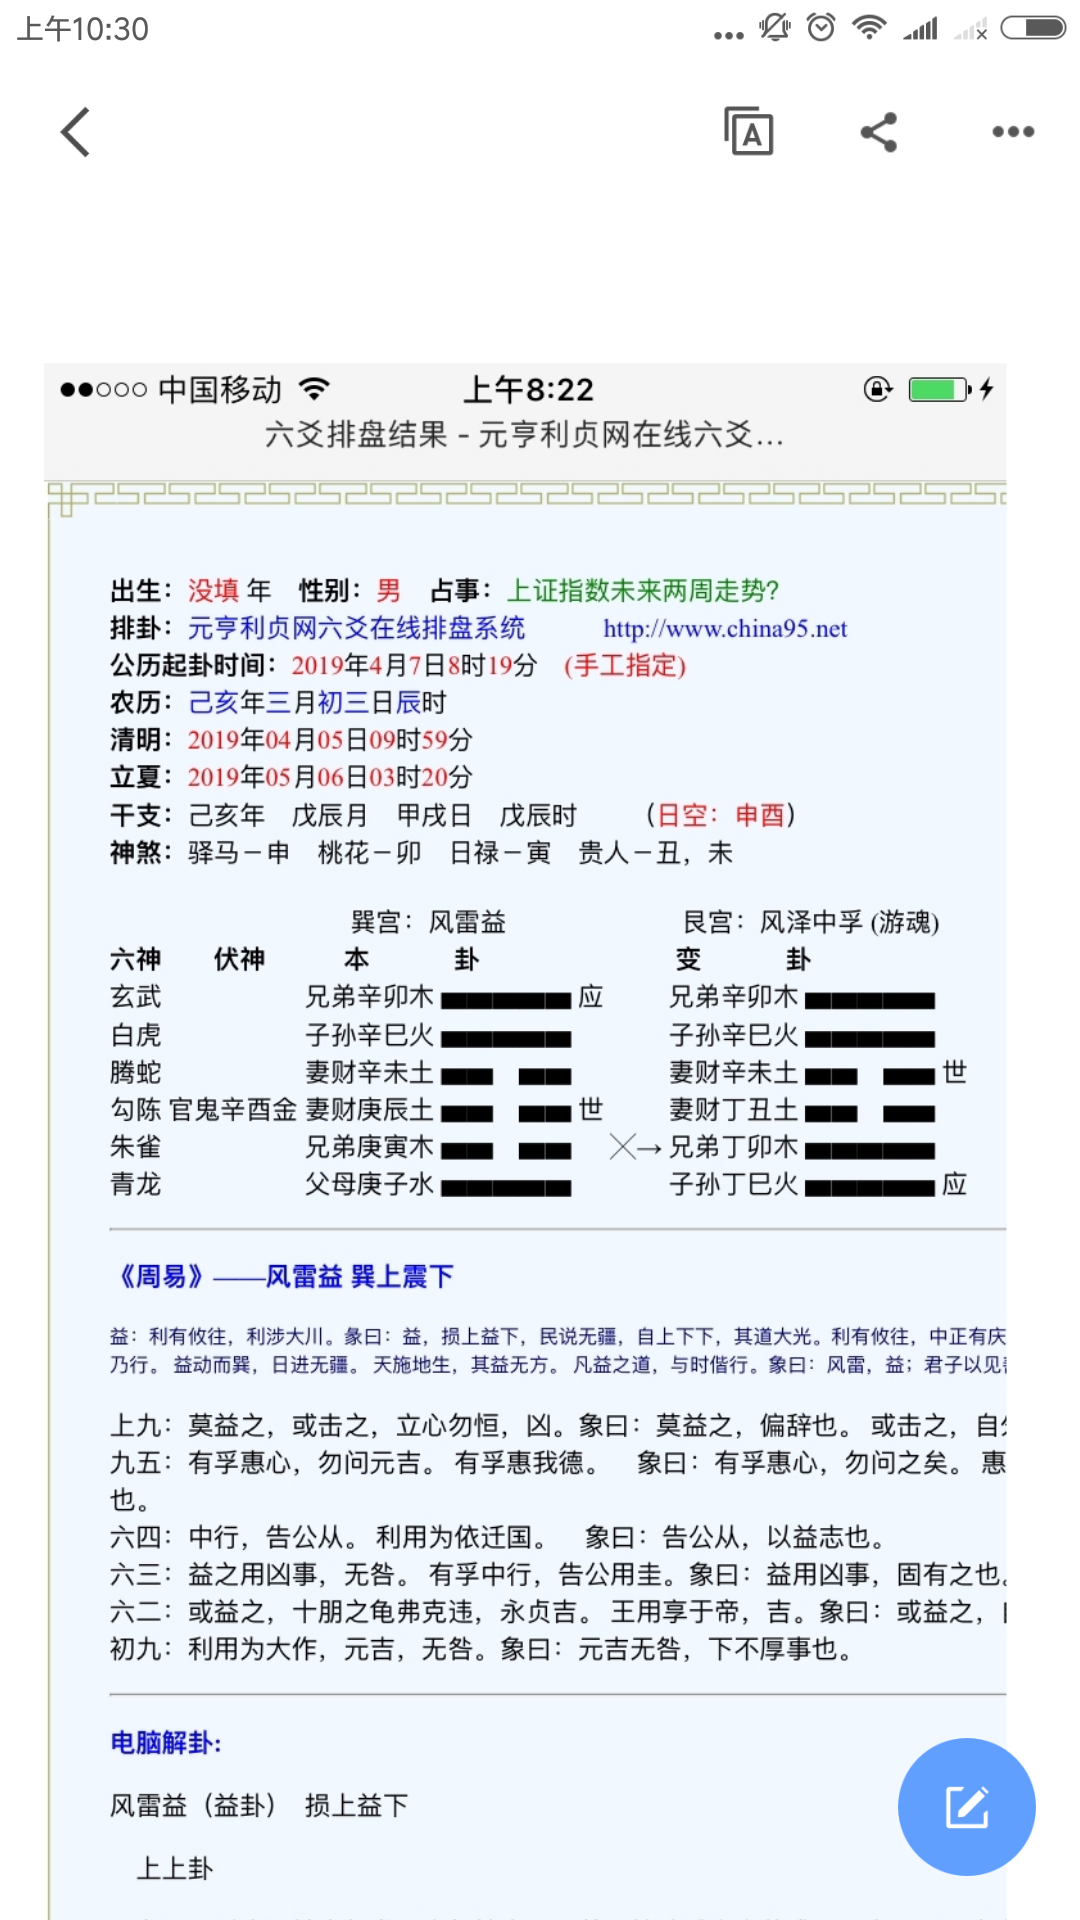 上午10:30
●●○○○ 中国移动 上午8:22
六爻排盘结果 - 元亨利贞网在线六爻...
出生：没填 年 性别：男 占事：上证指数未来两周走势?
排卦：元亨利贞网六爻在线排盘系统 http://www.china95.net
公历起卦时间：2019年4月7日8时19分 (手工指定)
农历：己亥年三月初三日辰时
清明：2019年04月05日09时59分
立夏：2019年05月06日03时20分
干支：己亥年 戊辰月 甲戌日 戊辰时 （日空：申酉）
神煞：驿马－申 桃花－卯 日禄－寅 贵人－丑，未
巽宫：风雷益 艮宫：风泽中孚 (游魂)
六神 伏神 本 卦 变 卦
玄武 兄弟辛卯木 应 兄弟辛卯木
白虎 子孙辛巳火 子孙辛巳火
腾蛇 妻财辛未土 妻财辛未土 世
勾陈 官鬼辛酉金 妻财庚辰土 世 妻财丁丑土
朱雀 兄弟庚寅木 ╳→ 兄弟丁卯木
青龙 父母庚子水 子孙丁巳火 应
《周易》——风雷益 巽上震下
益：利有攸往，利涉大川。彖曰：益，损上益下，民说无疆，自上下下，其道大光。利有攸往，中正有庆
乃行。 益动而巽，日进无疆。 天施地生，其益无方。 凡益之道，与时偕行。象曰：风雷，益；君子以见
上九：莫益之，或击之，立心勿恒，凶。象曰：莫益之，偏辞也。 或击之，自
九五：有孚惠心，勿问元吉。 有孚惠我德。 象曰：有孚惠心，勿问之矣。 惠
也。
六四：中行，告公从。 利用为依迁国。 象曰：告公从，以益志也。
六三：益之用凶事，无咎。 有孚中行，告公用圭。象曰：益用凶事，固有之也。
六二：或益之，十朋之龟弗克违，永贞吉。 王用享于帝，吉。象曰：或益之，
初九：利用为大作，元吉，无咎。象曰：元吉无咎，下不厚事也。
电脑解卦:
风雷益（益卦） 损上益下
上上卦